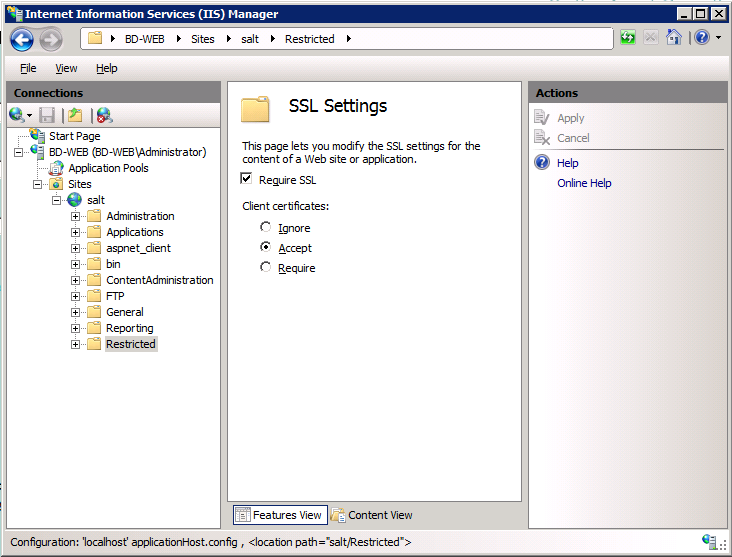 Internet Information Services (IIS) Manager
BD-WEB Sites salt Restricted
File View Help
Connections
Start Page
BD-WEB (BD-WEB\Administrator)
Application Pools
Sites
salt
Administration
Applications
aspnet_client
bin
ContentAdministration
FTP
General
Reporting
Restricted
SSL Settings
This page lets you modify the SSL settings for the
content of a Web site or application.
Require SSL
Client certificates:
Ignore
Accept
Require
Features View Content View
Actions
Apply
Cancel
Help
Online Help
Configuration: 'localhost' applicationHost.config , <location path="salt/Restricted">